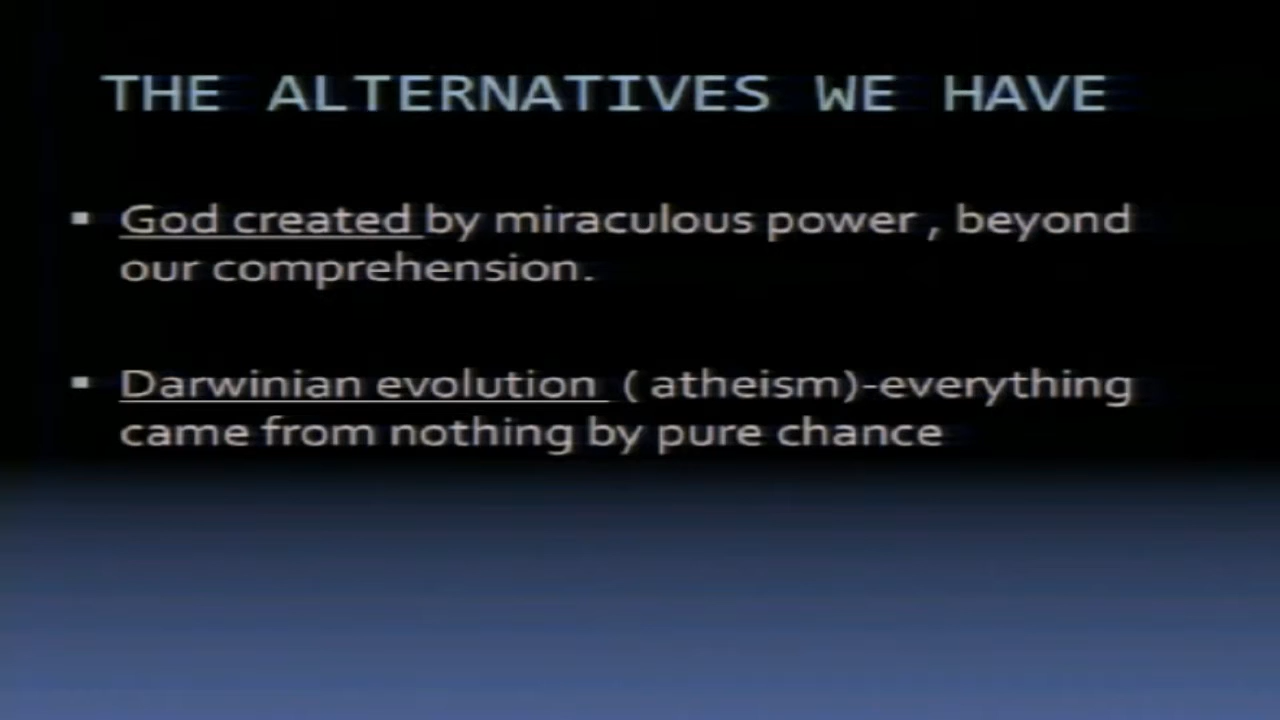 THE ALTERNATIVES WE HAVE
▪ God created by miraculous power , beyond
our comprehension.
▪ Darwinian evolution ( atheism)-everything
came from nothing by pure chance